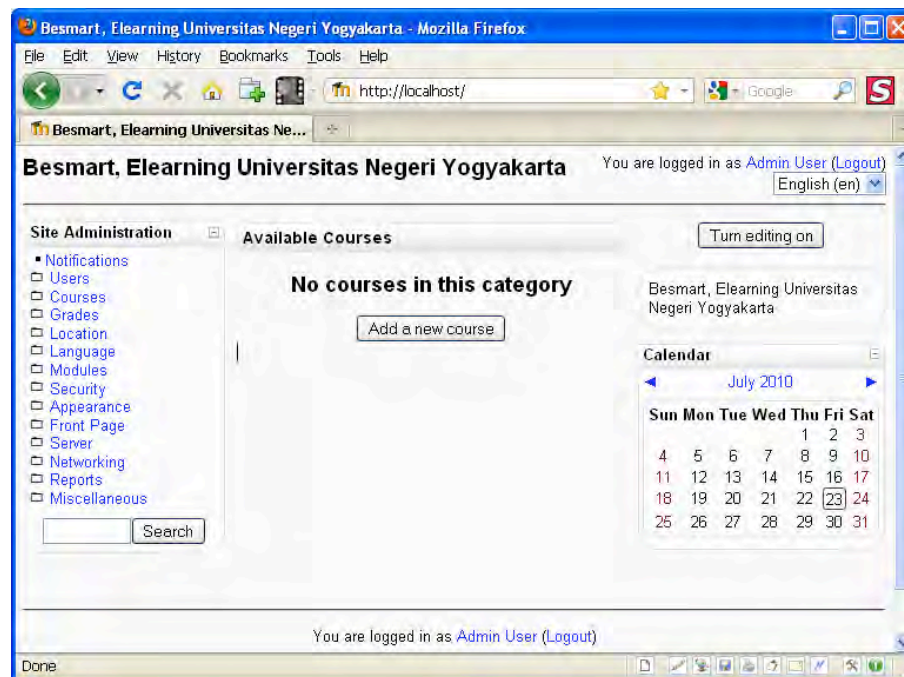 Besmart, Elearning Universitas Negeri Yogyakarta - Mozilla Firefox
File Edit View History Bookmarks Tools Help
http://localhost/
Google
Besmart, Elearning Universitas Ne...
Besmart, Elearning Universitas Negeri Yogyakarta
You are logged in as Admin User (Logout)
English (en)
Site Administration
Notifications
Users
Courses
Grades
Location
Language
Modules
Security
Appearance
Front Page
Server
Networking
Reports
Miscellaneous
Search
Available Courses
No courses in this category
Add a new course
Turn editing on
Besmart, Elearning Universitas
Negeri Yogyakarta
Calendar
July 2010
Sun Mon Tue Wed Thu Fri Sat
1 2 3
4 5 6 7 8 9 10
11 12 13 14 15 16 17
18 19 20 21 22 23 24
25 26 27 28 29 30 31
You are logged in as Admin User (Logout)
Done